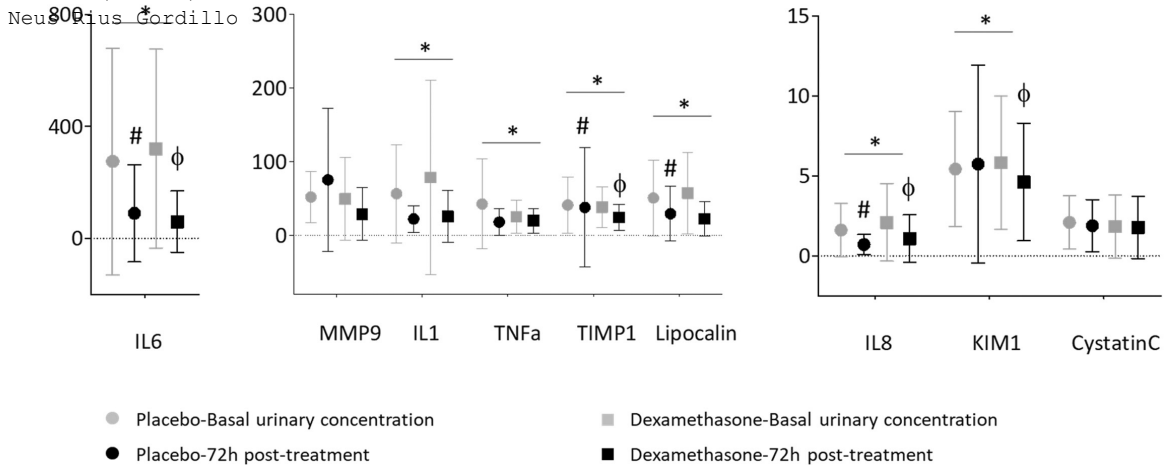 Neus Rius Gordillo
800
400
0
*
#
ϕ
IL6
300
200
100
0
*
*
*
*
#
#
ϕ
MMP9 IL1 TNFa TIMP1 Lipocalin
15
10
5
0
*
*
#
ϕ
ϕ
IL8 KIM1 CystatinC
Placebo-Basal urinary concentration
Dexamethasone-Basal urinary concentration
Placebo-72h post-treatment
Dexamethasone-72h post-treatment